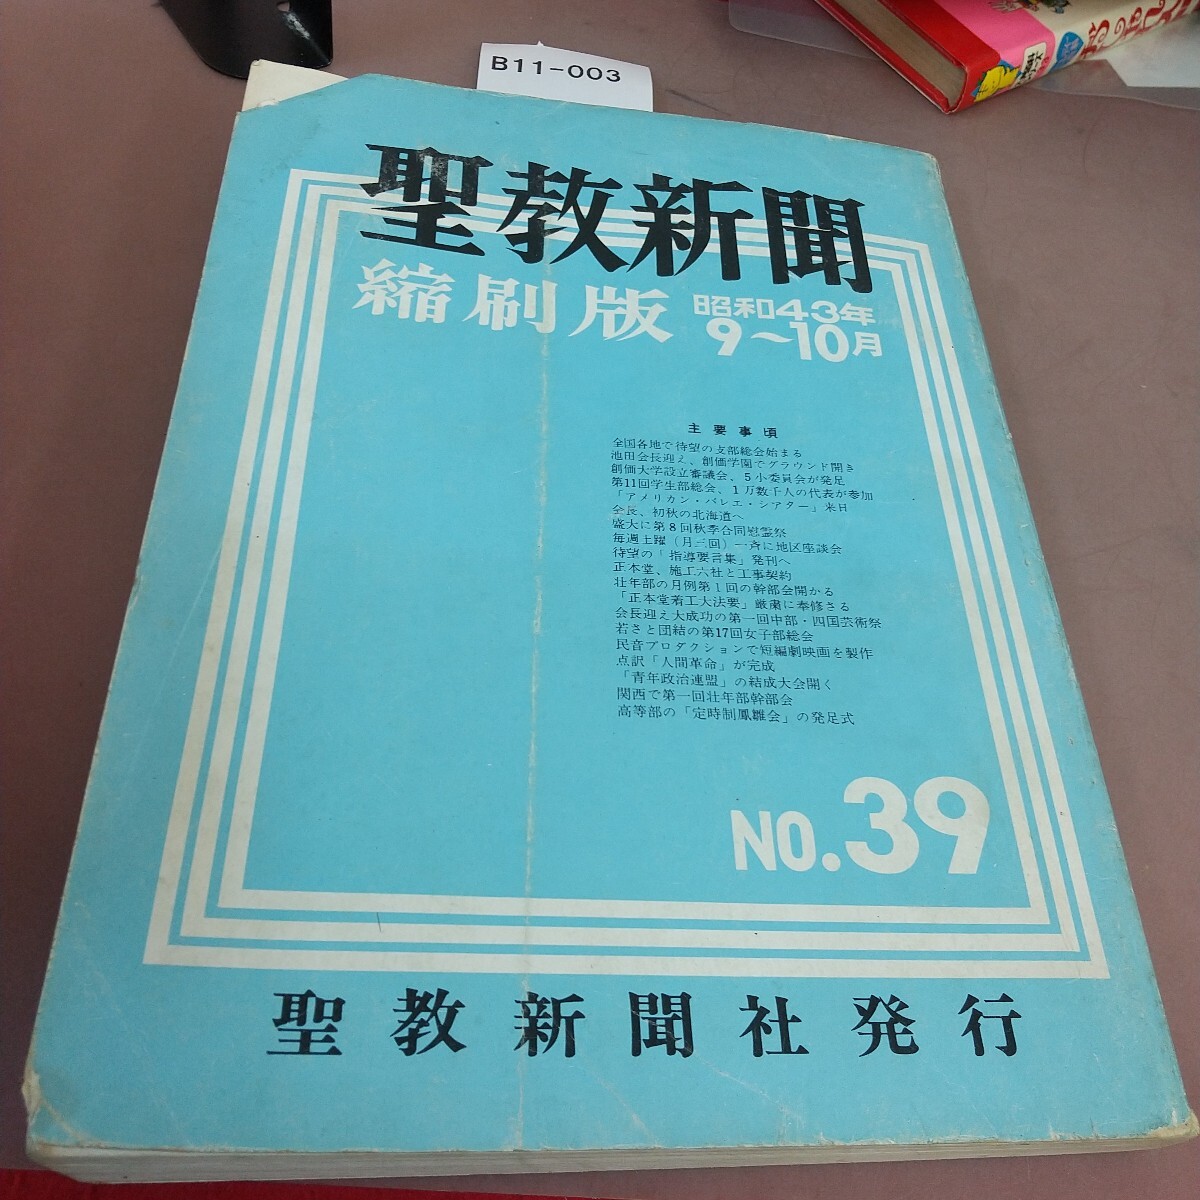 B11-003
聖教新聞
縮刷版
昭和43年
9~10月
主要事項
全国各地で待望の支部総会始まる
池田会長迎え、創価学園でグラウンド開き
創価大学設立審議会、5小委員会が発足
第11回学生部総会、1万数千人の代表が参加
「アメリカン・バレエ・シアター」来日
会長、初秋の北海道へ
盛大に第8回秋季合同慰霊祭
毎週土曜(月三回)一斉に地区座談会
待望の「指導要言集」発刊へ
正本堂、施工六社と工事契約
壮年部の月例第1回の幹部会開かる
「正本堂着工大法要」厳粛に奉修さる
会長迎え大成功の第一回中部・四国芸術祭
若さと団結の第17回女子部総会
民音プロダクションで短編劇映画を製作
点訳「人間革命」が完成
「青年政治連盟」の結成大会開く
関西で第一回壮年部幹部会
高等部の「定時制鳳雛会」の発足式
NO.39
聖教新聞社発行